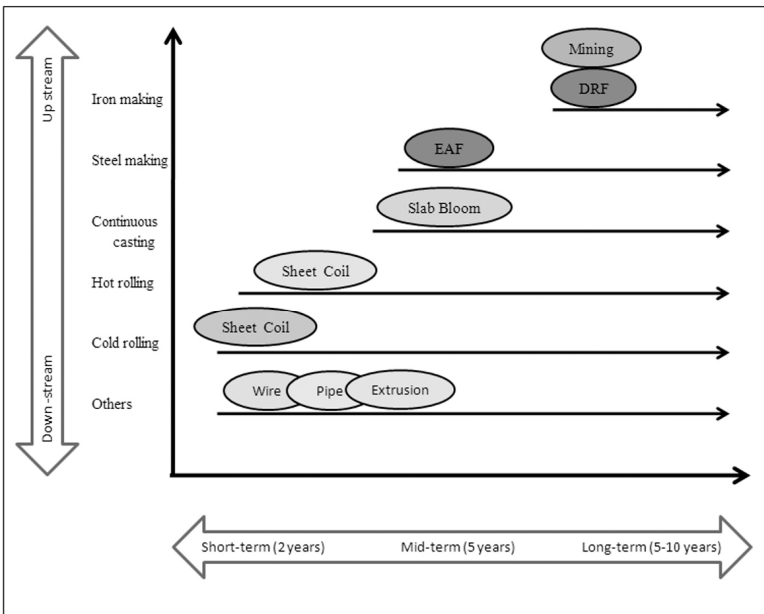 Up stream
Down -stream
Mining
Iron making
DRF
Steel making
EAF
Continuous
casting
Slab Bloom
Hot rolling
Sheet Coil
Cold rolling
Sheet Coil
Others
Wire
Pipe
Extrusion
Short-term (2 years)
Mid-term (5 years)
Long-term (5-10 years)